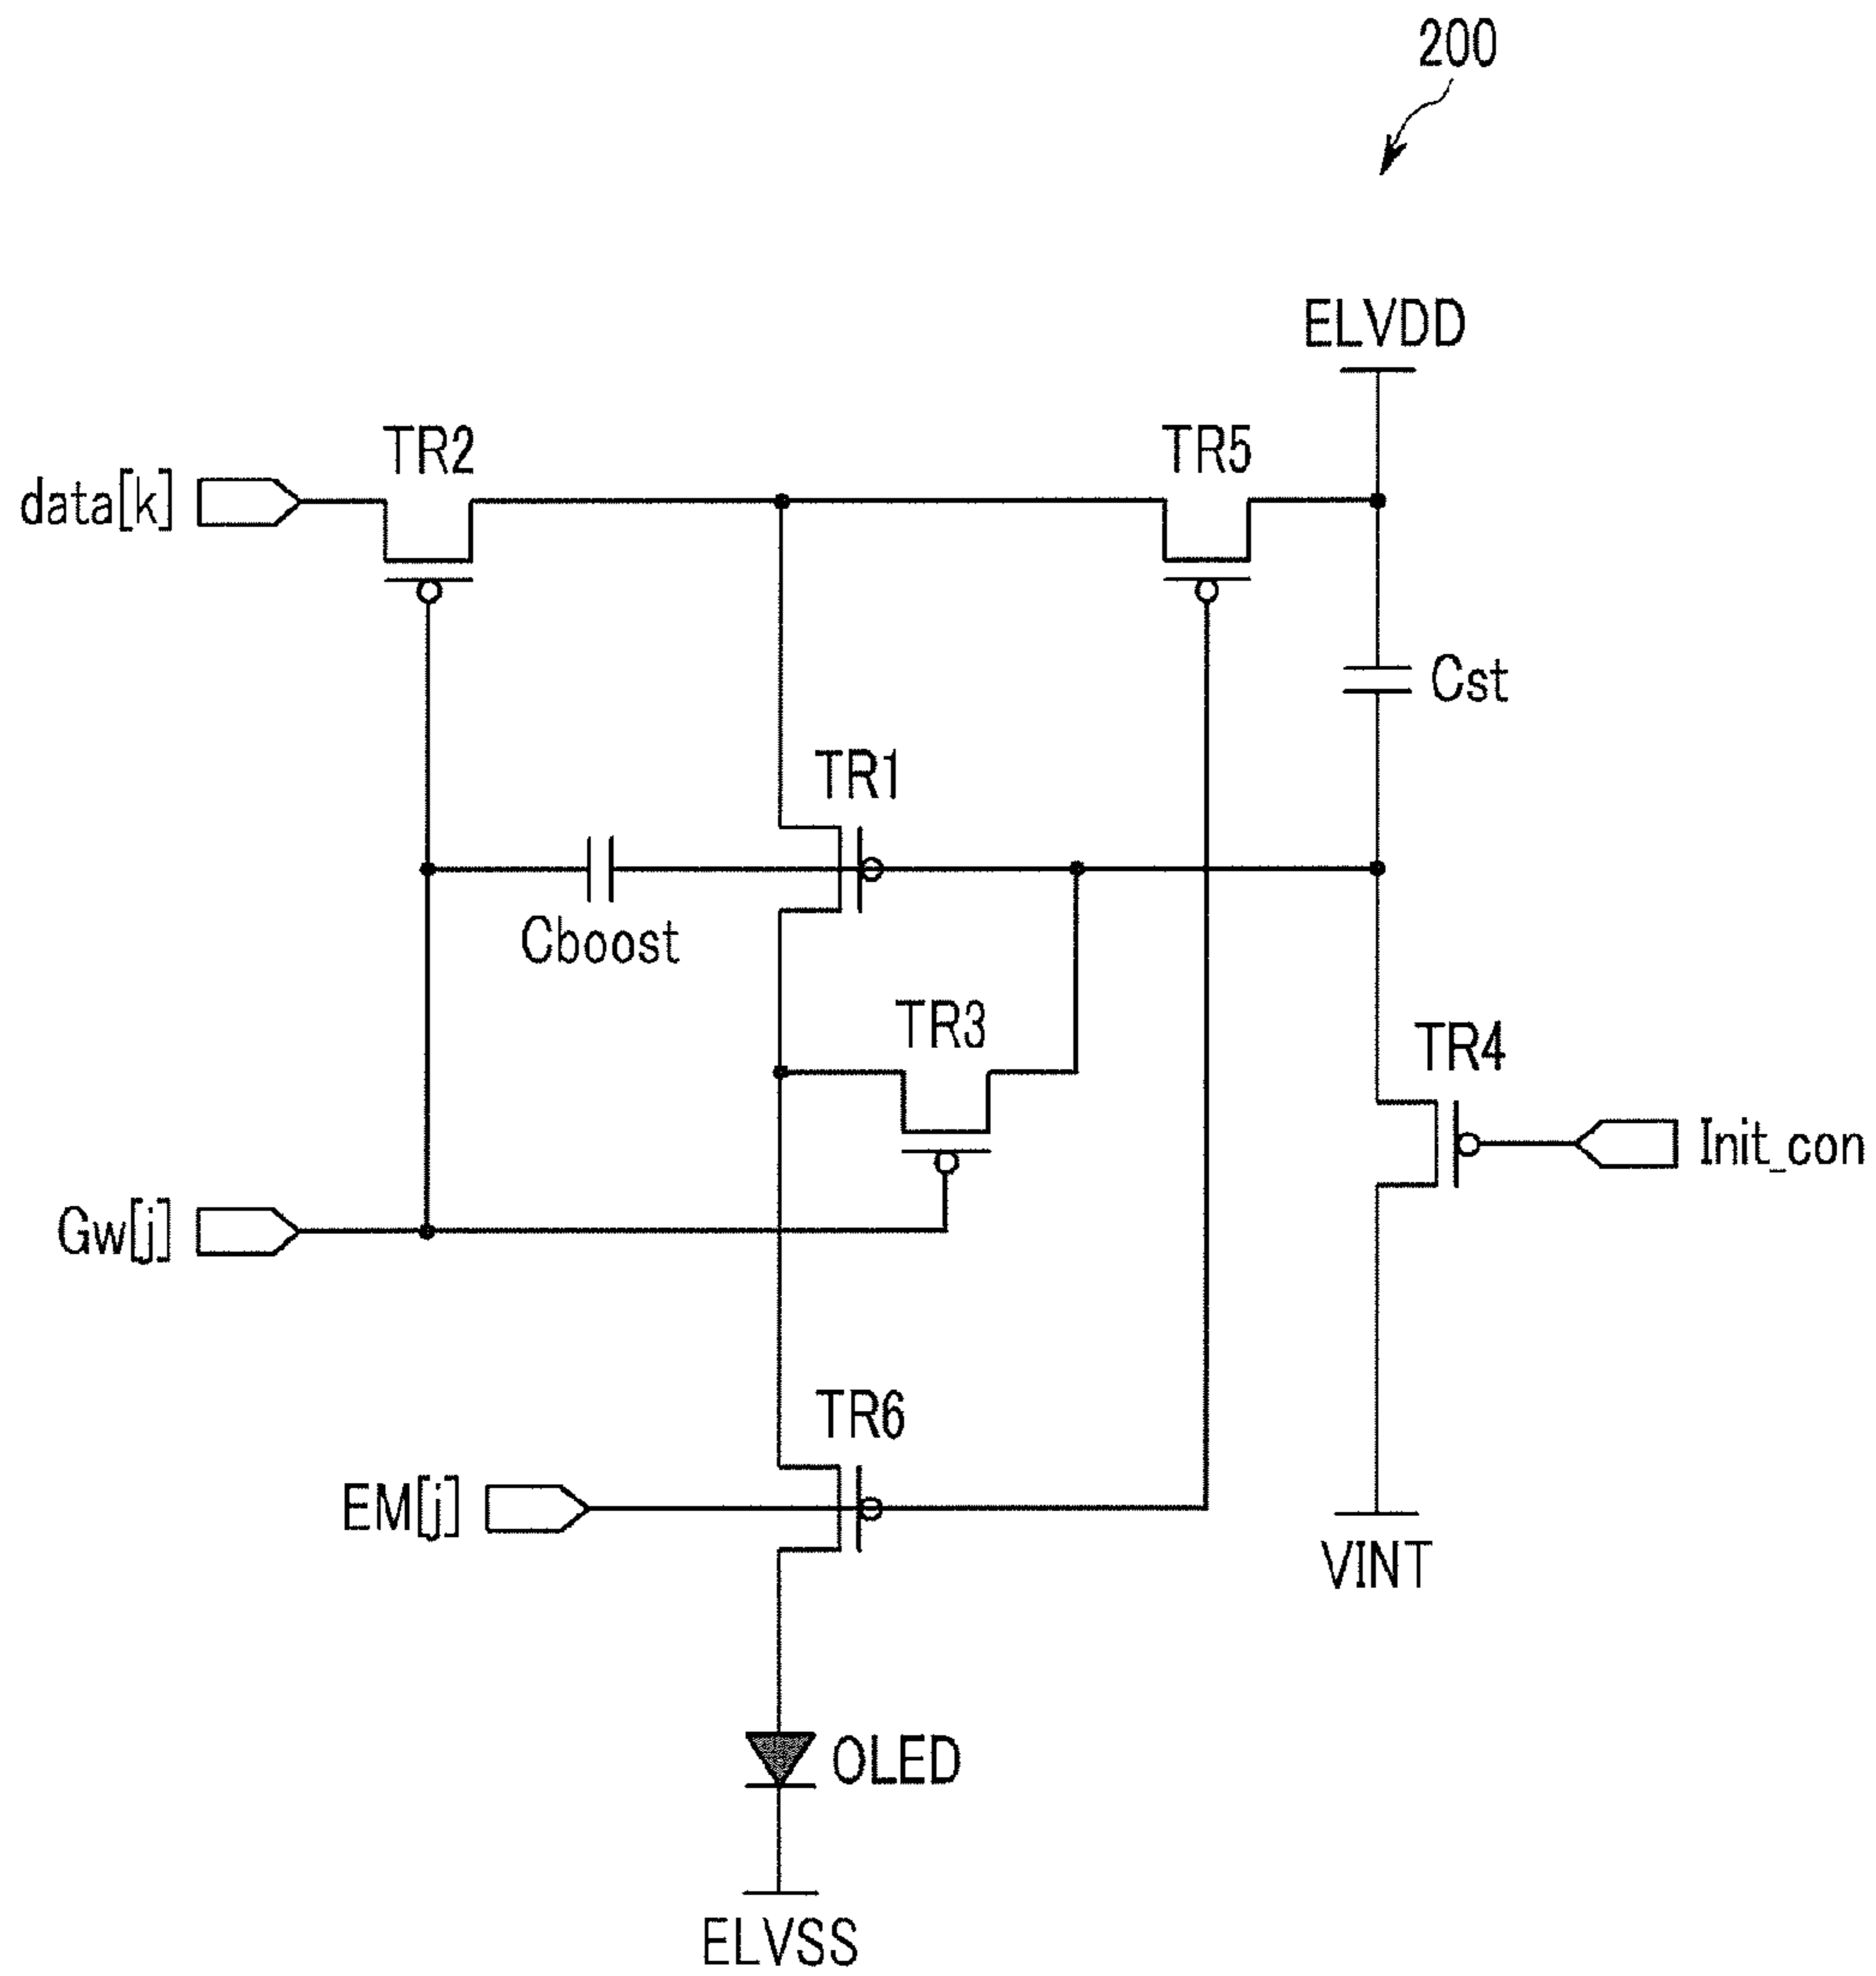 200
ELVDD
TR2
TR5
data[k]
Cst
TR1
Cboost
TR3
TR4
Init_con
Gw[j]
TR6
EM[j]
VINT
OLED
ELVSS